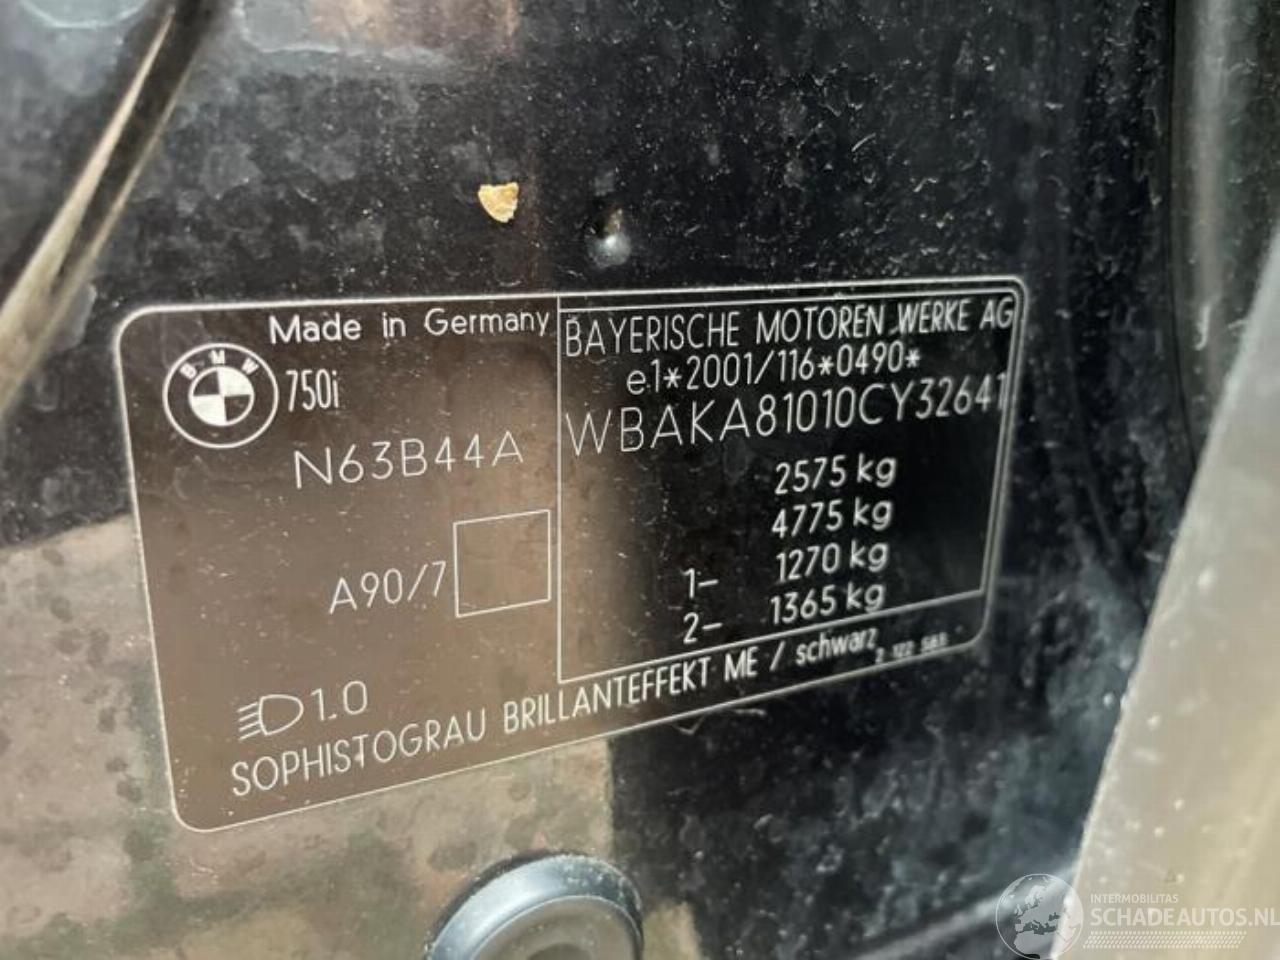 Made in Germany
BMW
750i
N63B44A
A90/7
1.0
BAYERISCHE MOTOREN WERKE AG
e1*2001/116*0490*
WBAKA81010CY32641
2575 kg
4775 kg
1- 1270 kg
2- 1365 kg
SOPHISTOGRAU BRILLANTEFFEKT ME / schwarz
INTERMOBILITAS
SCHADEAUTOS.NL